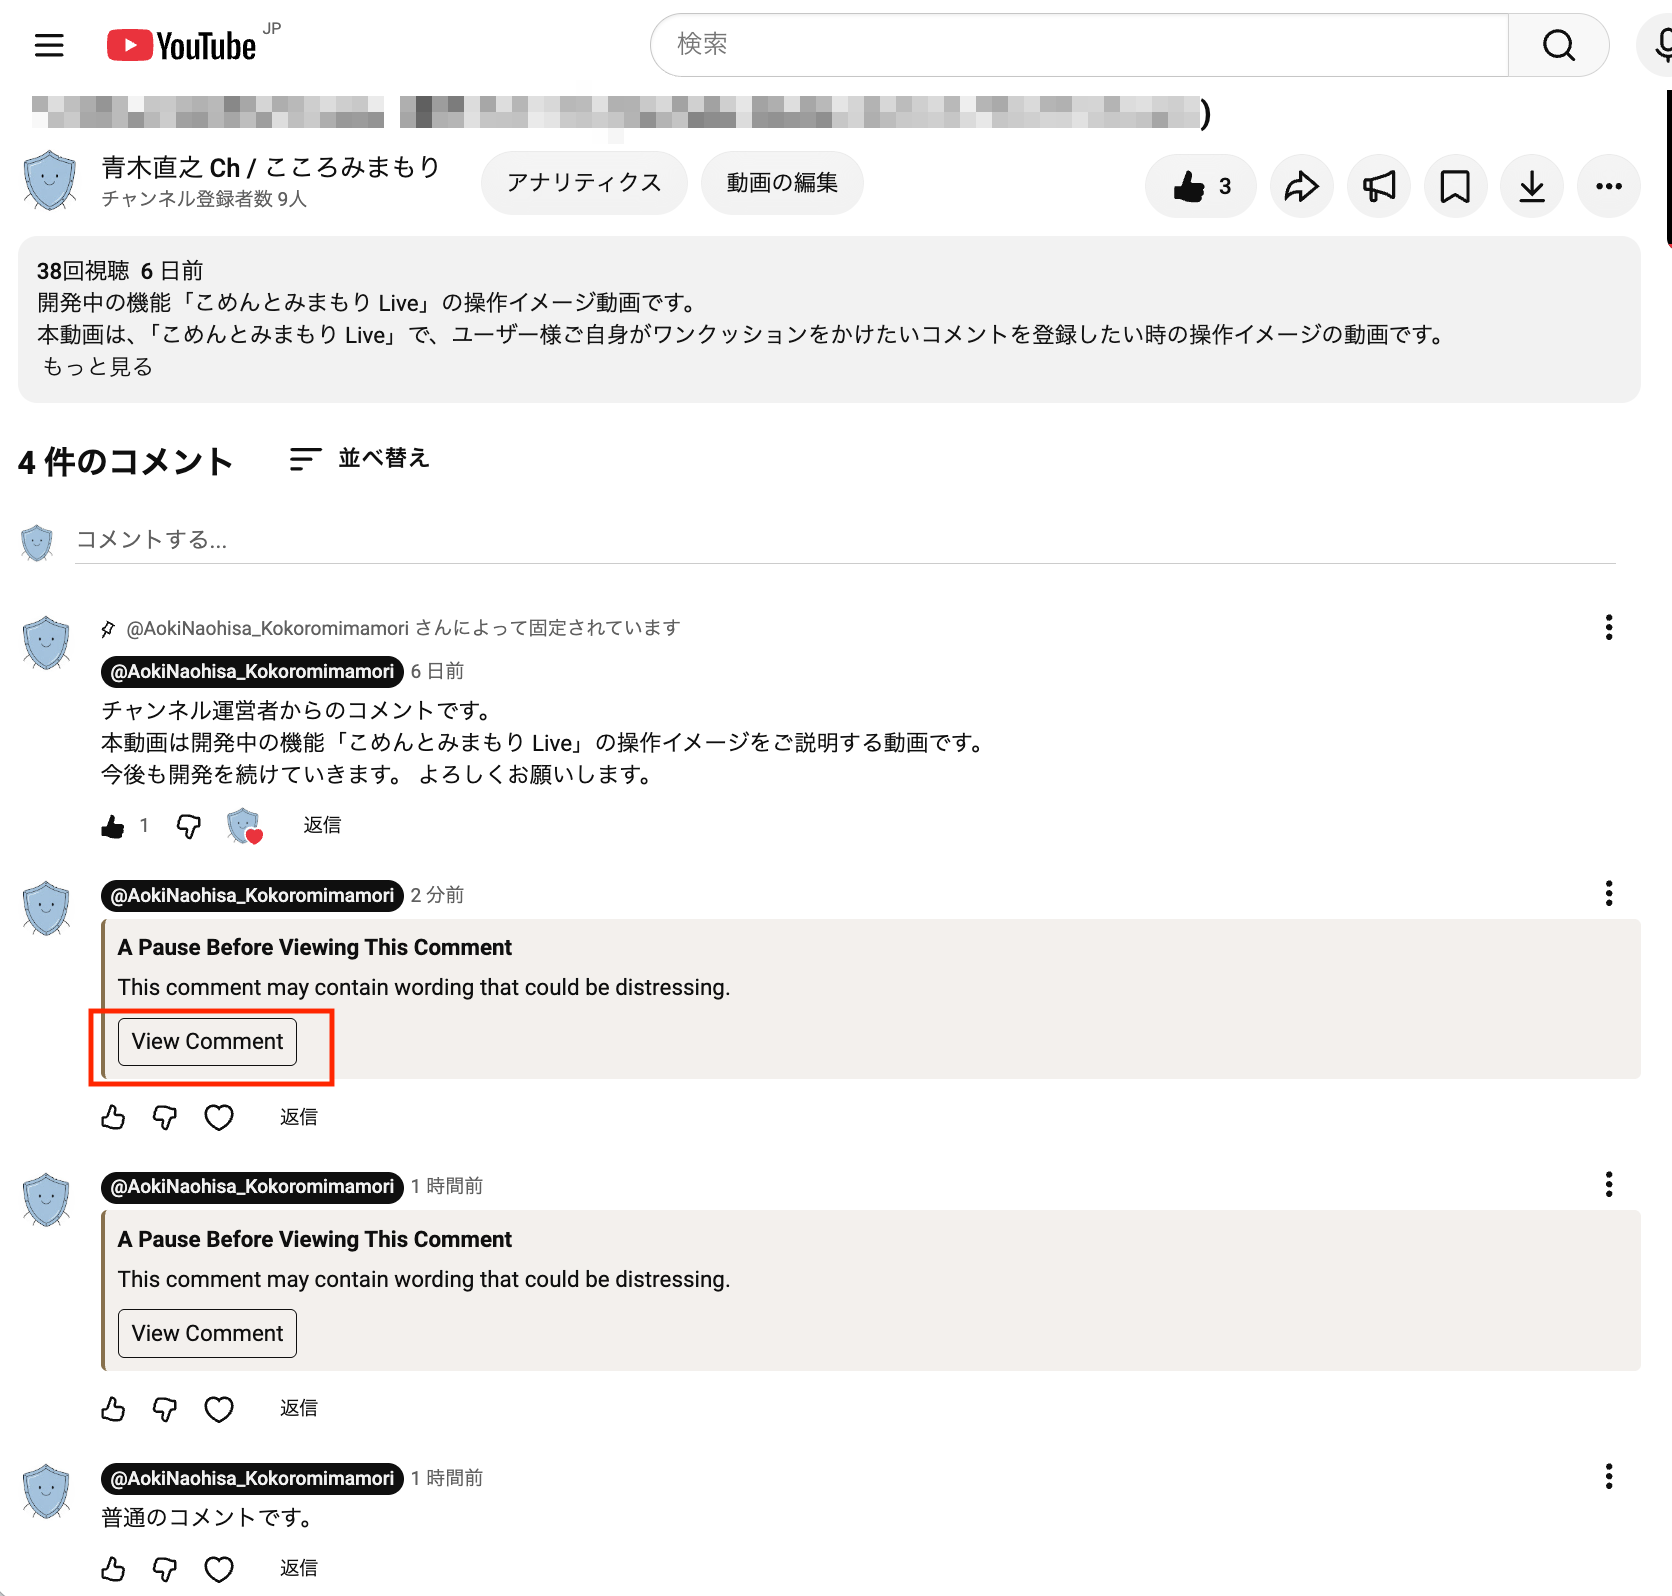 YouTube JP
検索
)
青木直之 Ch / こころみまもり
チャンネル登録者数 9人
アナリティクス
動画の編集
3
38回視聴 6 日前
開発中の機能「こめんとみまもり Live」の操作イメージ動画です。
本動画は、「こめんとみまもり Live」で、ユーザー様ご自身がワンクッションをかけたいコメントを登録したい時の操作イメージの動画です。
もっと見る
4 件のコメント
並べ替え
コメントする...
@AokiNaohisa_Kokoromimamori さんによって固定されています
@AokiNaohisa_Kokoromimamori 6 日前
チャンネル運営者からのコメントです。
本動画は開発中の機能「こめんとみまもり Live」の操作イメージをご説明する動画です。
今後も開発を続けていきます。 よろしくお願いします。
1
返信
@AokiNaohisa_Kokoromimamori 2 分前
A Pause Before Viewing This Comment
This comment may contain wording that could be distressing.
View Comment
返信
@AokiNaohisa_Kokoromimamori 1 時間前
A Pause Before Viewing This Comment
This comment may contain wording that could be distressing.
View Comment
返信
@AokiNaohisa_Kokoromimamori 1 時間前
普通のコメントです。
返信